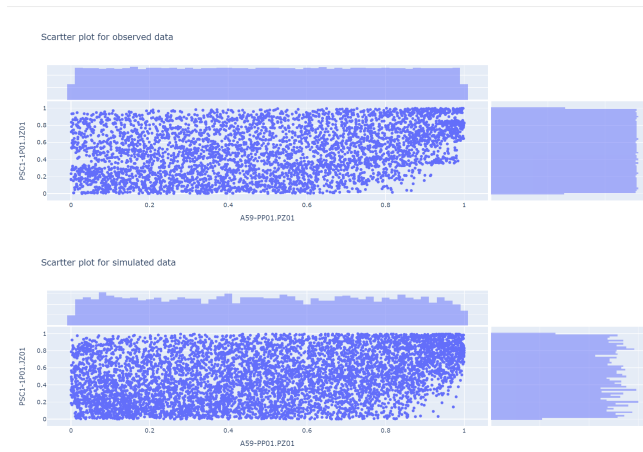 Scartter plot for observed data
1
0.8
0.6
0.4
0.2
0
PSC1-1P01.JZ01
0 0.2 0.4 0.6 0.8 1
A59-PP01.PZ01
Scartter plot for simulated data
1
0.8
0.6
0.4
0.2
0
PSC1-1P01.JZ01
0 0.2 0.4 0.6 0.8 1
A59-PP01.PZ01